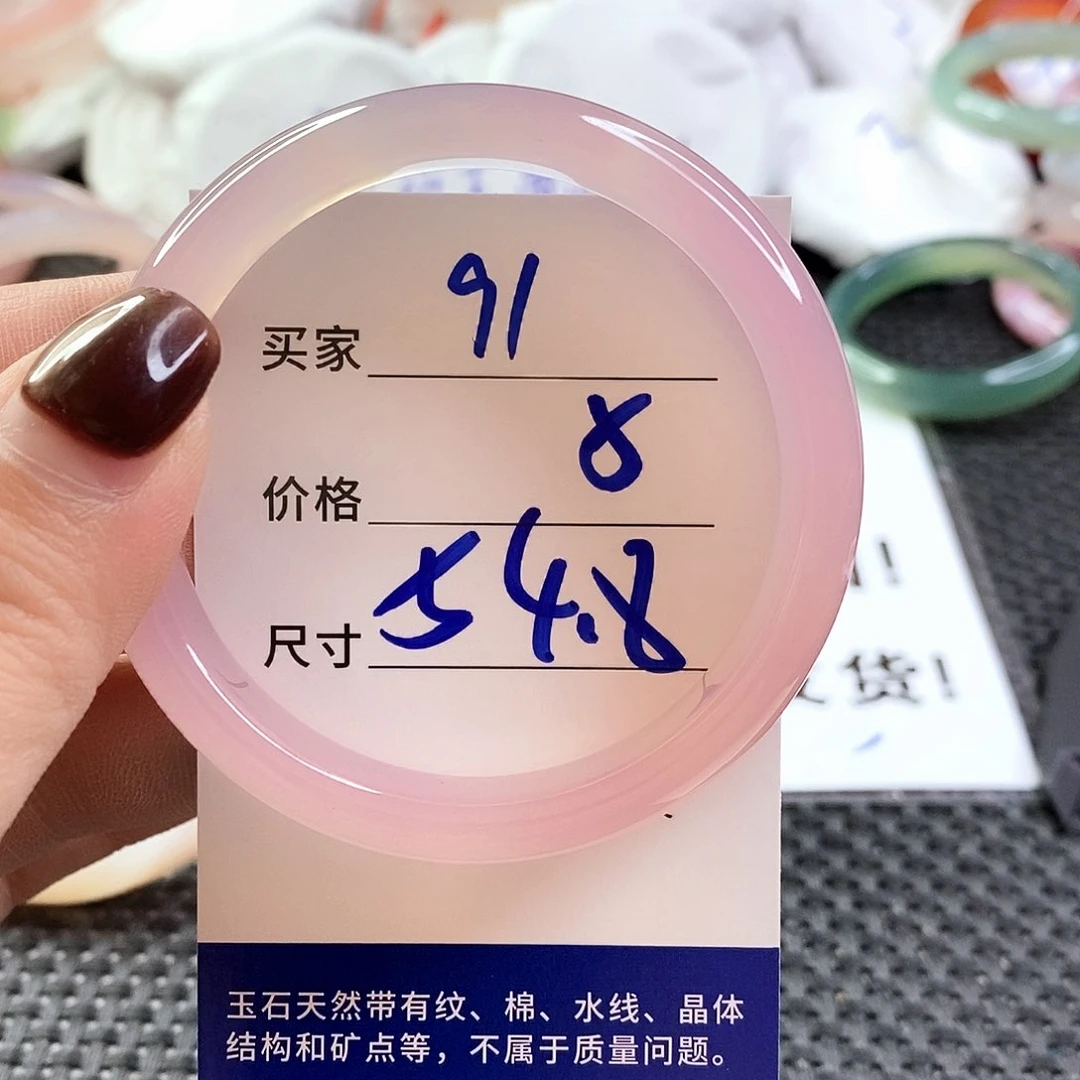 买家 91
价格 8
尺寸 54.8
货!
玉石天然带有纹、棉、水线、晶体
结构和矿点等，不属于质量问题。